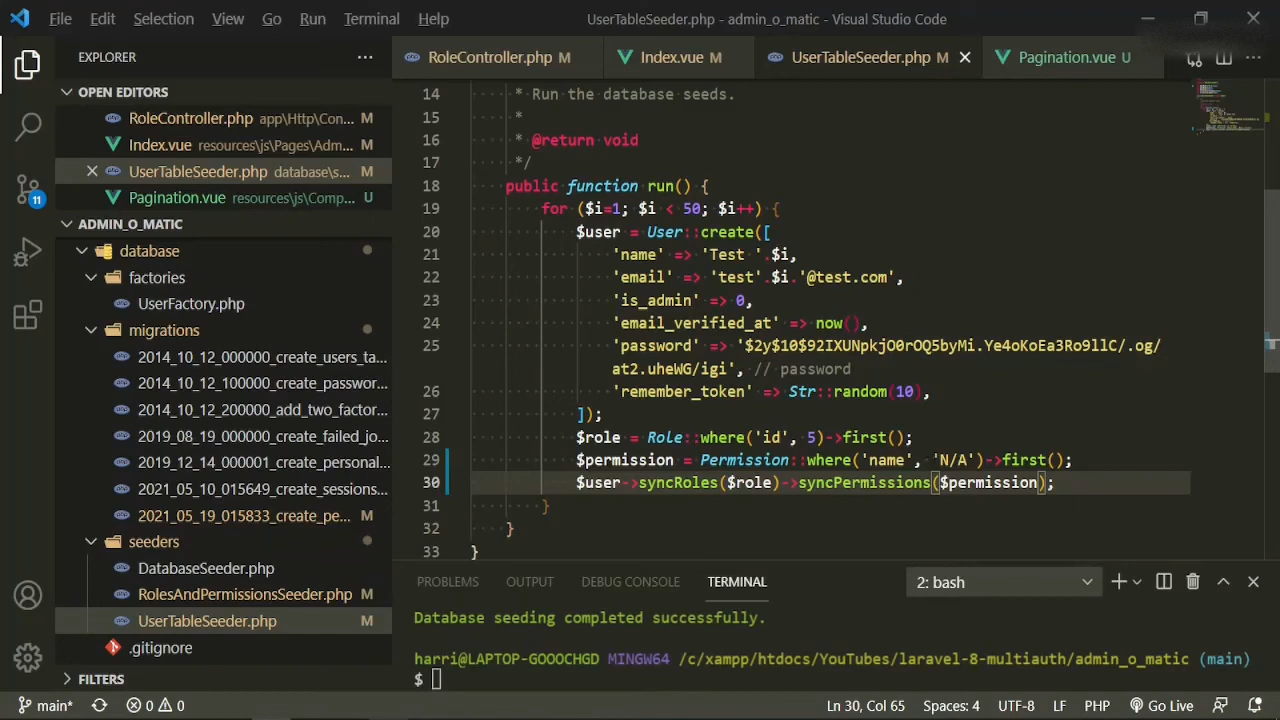 File Edit Selection View Go Run Terminal Help UserTableSeeder.php - admin_o_matic - Visual Studio Code
EXPLORER
RoleController.php M Index.vue M UserTableSeeder.php M Pagination.vue U
OPEN EDITORS
RoleController.php app\Http\Con... M
Index.vue resources\js\Pages\Adm... M
UserTableSeeder.php database\s... M
Pagination.vue resources\js\Comp... U
11
ADMIN_O_MATIC
database
factories
UserFactory.php
migrations
2014_10_12_000000_create_users_ta...
2014_10_12_100000_create_passwor...
2014_10_12_200000_add_two_factor...
2019_08_19_000000_create_failed_jo...
2019_12_14_000001_create_personal...
2021_05_10_015649_create_sessions...
2021_05_19_015833_create_pe... M
seeders
DatabaseSeeder.php
RolesAndPermissionsSeeder.php M
UserTableSeeder.php M
.gitignore
FILTERS
14 * Run the database seeds.
15 *
16 * @return void
17 */
18 public function run() {
19 for ($i=1; $i < 50; $i++) {
20 $user = User::create([
21 'name' => 'Test '.$i,
22 'email' => 'test'.$i.'@test.com',
23 'is_admin' => 0,
24 'email_verified_at' => now(),
25 'password' => '$2y$10$92IXUNpkjO0rOQ5byMi.Ye4oKoEa3Ro9llC/.og/
at2.uheWG/igi', // password
26 'remember_token' => Str::random(10),
27 ]);
28 $role = Role::where('id', 5)->first();
29 $permission = Permission::where('name', 'N/A')->first();
30 $user->syncRoles($role)->syncPermissions($permission);
31 }
32 }
33 }
PROBLEMS OUTPUT DEBUG CONSOLE TERMINAL 2: bash
Database seeding completed successfully.
harri@LAPTOP-GOOOCHGD MINGW64 /c/xampp/htdocs/YouTubes/laravel-8-multiauth/admin_o_matic (main)
$
main* 0 0 Ln 30, Col 65 Spaces: 4 UTF-8 LF PHP Go Live